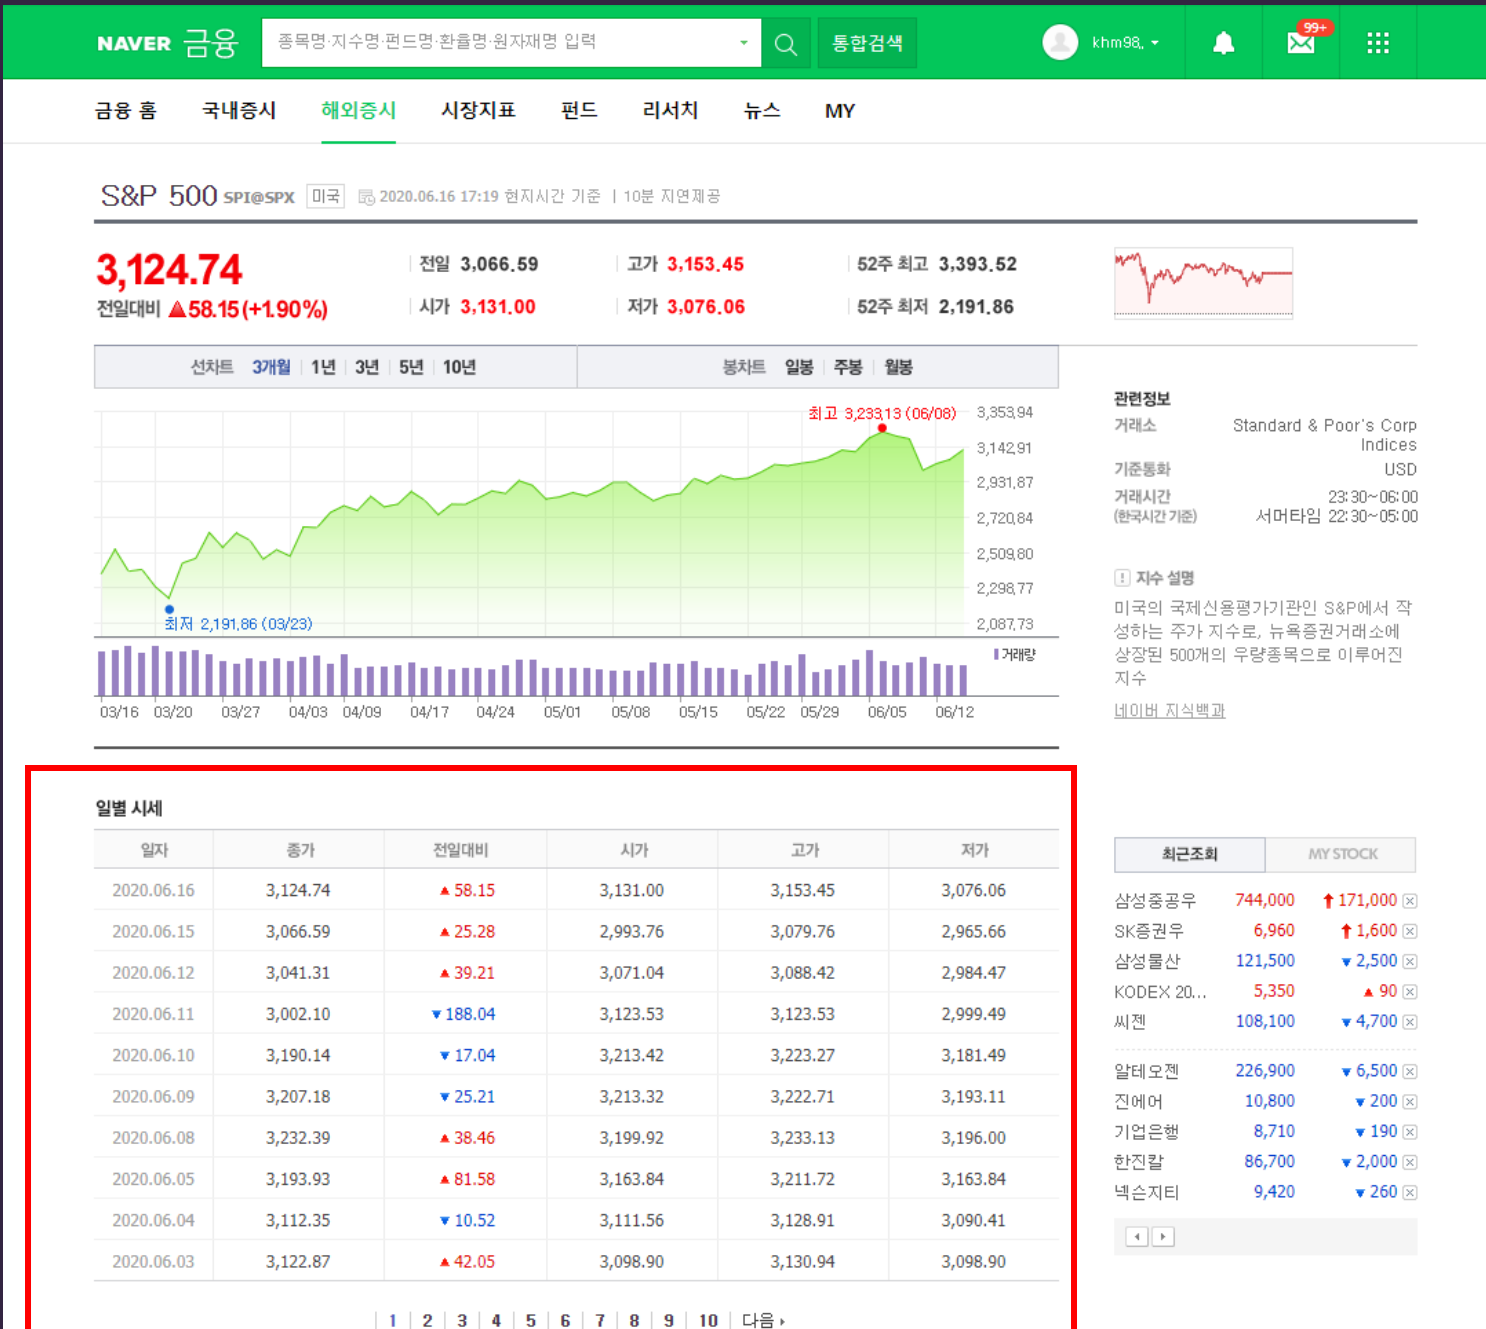 NAVER 금융 종목명·지수명·펀드명·환율명·원자재명 입력 통합검색 khm98,, 99+
금융 홈 국내증시 해외증시 시장지표 펀드 리서치 뉴스 MY
S&P 500 SPI@SPX 미국 2020.06.16 17:19 현지시간 기준 | 10분 지연제공
3,124.74
전일대비 ▲58.15(+1.90%)
전일 3,066.59 고가 3,153.45 52주 최고 3,393.52
시가 3,131.00 저가 3,076.06 52주 최저 2,191.86
선차트 3개월 1년 3년 5년 10년 봉차트 일봉 주봉 월봉
최고 3,233,13 (06/08)
3,353,94
3,142,91
2,931,87
2,720,84
2,509,80
2,298,77
2,087,73
최저 2,191,86 (03/23)
거래량
03/16 03/20 03/27 04/03 04/09 04/17 04/24 05/01 05/08 05/15 05/22 05/29 06/05 06/12
관련정보
거래소 Standard & Poor's Corp
Indices
기준통화 USD
거래시간 23:30~06:00
(한국시간 기준) 서머타임 22:30~05:00
! 지수 설명
미국의 국제신용평가기관인 S&P에서 작
성하는 주가 지수로, 뉴욕증권거래소에
상장된 500개의 우량종목으로 이루어진
지수
네이버 지식백과
일별 시세
일자 종가 전일대비 시가 고가 저가
2020.06.16 3,124.74 ▲58.15 3,131.00 3,153.45 3,076.06
2020.06.15 3,066.59 ▲25.28 2,993.76 3,079.76 2,965.66
2020.06.12 3,041.31 ▲39.21 3,071.04 3,088.42 2,984.47
2020.06.11 3,002.10 ▼188.04 3,123.53 3,123.53 2,999.49
2020.06.10 3,190.14 ▼17.04 3,213.42 3,223.27 3,181.49
2020.06.09 3,207.18 ▼25.21 3,213.32 3,222.71 3,193.11
2020.06.08 3,232.39 ▲38.46 3,199.92 3,233.13 3,196.00
2020.06.05 3,193.93 ▲81.58 3,163.84 3,211.72 3,163.84
2020.06.04 3,112.35 ▼10.52 3,111.56 3,128.91 3,090.41
2020.06.03 3,122.87 ▲42.05 3,098.90 3,130.94 3,098.90
1 2 3 4 5 6 7 8 9 10 다음
최근조회 MY STOCK
삼성중공우 744,000 ↑171,000
SK증권우 6,960 ↑1,600
삼성물산 121,500 ▼2,500
KODEX 20... 5,350 ▲90
씨젠 108,100 ▼4,700
알테오젠 226,900 ▼6,500
진에어 10,800 ▼200
기업은행 8,710 ▼190
한진칼 86,700 ▼2,000
넥슨지티 9,420 ▼260